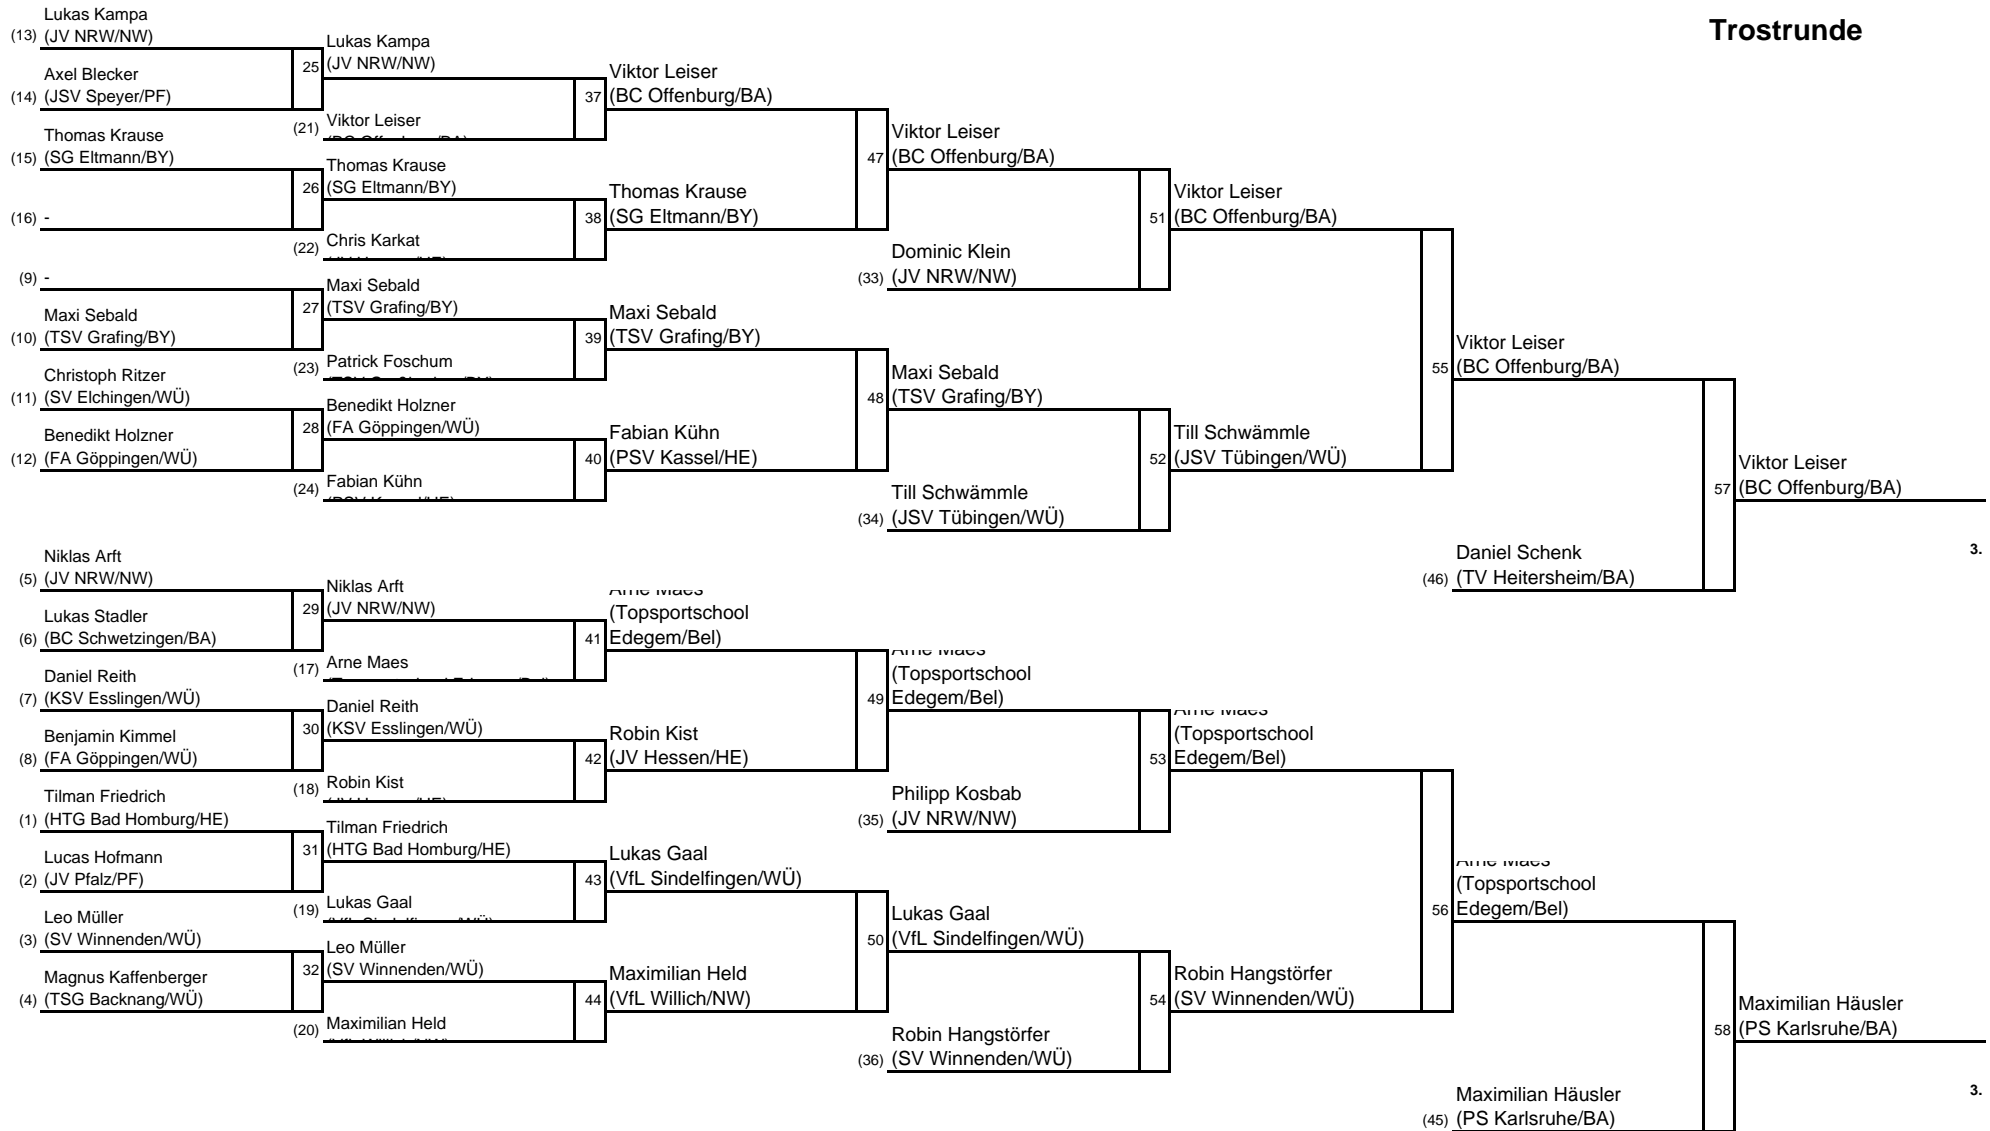 Trostrunde
Lukas Kampa
(13) (JV NRW/NW)
Axel Blecker
(14) (JSV Speyer/PF)
Thomas Krause
(15) (SG Eltmann/BY)
(16) -
(9) -
Maxi Sebald
(10) (TSV Grafing/BY)
Christoph Ritzer
(11) (SV Elchingen/WÜ)
Benedikt Holzner
(12) (FA Göppingen/WÜ)
Niklas Arft
(5) (JV NRW/NW)
Lukas Stadler
(6) (BC Schwetzingen/BA)
Daniel Reith
(7) (KSV Esslingen/WÜ)
Benjamin Kimmel
(8) (FA Göppingen/WÜ)
Tilman Friedrich
(1) (HTG Bad Homburg/HE)
Lucas Hofmann
(2) (JV Pfalz/PF)
Leo Müller
(3) (SV Winnenden/WÜ)
Magnus Kaffenberger
(4) (TSG Backnang/WÜ)
Lukas Kampa
25 (JV NRW/NW)
(21) Viktor Leiser
Thomas Krause
26 (SG Eltmann/BY)
(22) Chris Karkat
Maxi Sebald
27 (TSV Grafing/BY)
(23) Patrick Foschum
Benedikt Holzner
28 (FA Göppingen/WÜ)
(24) Fabian Kühn
Niklas Arft
29 (JV NRW/NW)
(17) Arne Maes
Daniel Reith
30 (KSV Esslingen/WÜ)
(18) Robin Kist
Tilman Friedrich
31 (HTG Bad Homburg/HE)
(19) Lukas Gaal
Leo Müller
32 (SV Winnenden/WÜ)
(20) Maximilian Held
Viktor Leiser
37 (BC Offenburg/BA)
Thomas Krause
38 (SG Eltmann/BY)
Maxi Sebald
39 (TSV Grafing/BY)
Fabian Kühn
40 (PSV Kassel/HE)
Arne Maes
(Topsportschool
41 Edegem/Bel)
Robin Kist
42 (JV Hessen/HE)
Lukas Gaal
43 (VfL Sindelfingen/WÜ)
Maximilian Held
44 (VfL Willich/NW)
Viktor Leiser
47 (BC Offenburg/BA)
Dominic Klein
(33) (JV NRW/NW)
Maxi Sebald
48 (TSV Grafing/BY)
Till Schwämmle
(34) (JSV Tübingen/WÜ)
Arne Maes
(Topsportschool
49 Edegem/Bel)
Philipp Kosbab
(35) (JV NRW/NW)
Lukas Gaal
50 (VfL Sindelfingen/WÜ)
Robin Hangstörfer
(36) (SV Winnenden/WÜ)
Viktor Leiser
51 (BC Offenburg/BA)
Till Schwämmle
52 (JSV Tübingen/WÜ)
Arne Maes
(Topsportschool
53 Edegem/Bel)
Robin Hangstörfer
54 (SV Winnenden/WÜ)
Viktor Leiser
55 (BC Offenburg/BA)
Daniel Schenk
(46) (TV Heitersheim/BA)
Arne Maes
(Topsportschool
56 Edegem/Bel)
Maximilian Häusler
(45) (PS Karlsruhe/BA)
Viktor Leiser
57 (BC Offenburg/BA)
3.
Maximilian Häusler
58 (PS Karlsruhe/BA)
3.